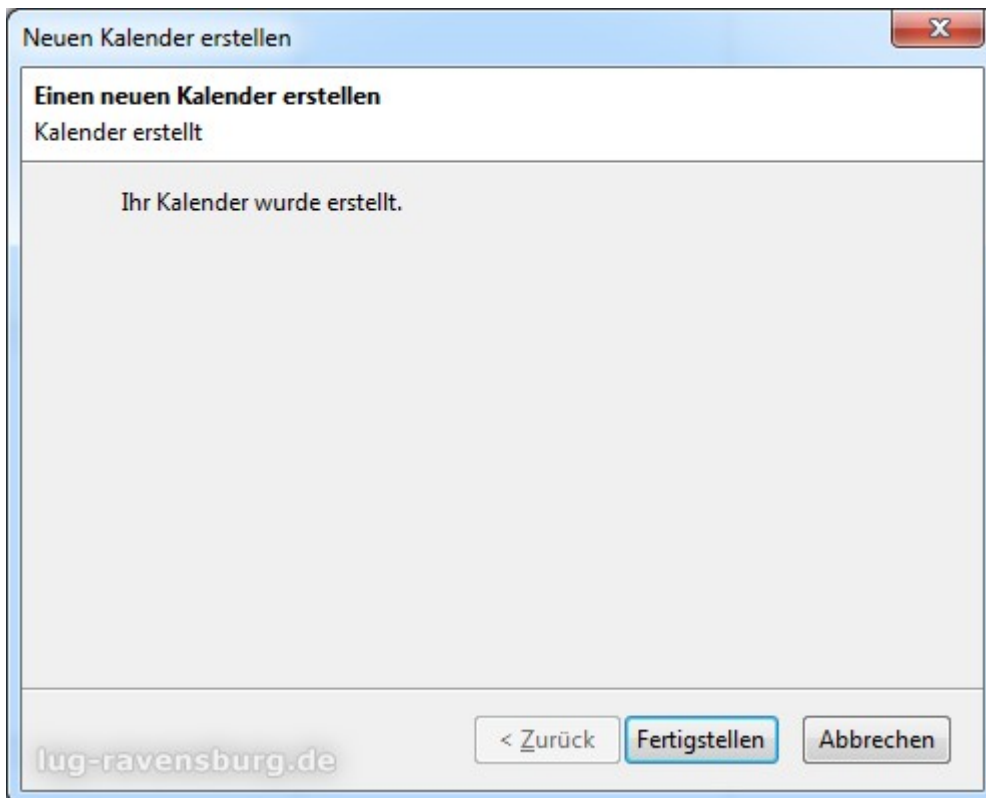 Neuen Kalender erstellen
Einen neuen Kalender erstellen
Kalender erstellt
Ihr Kalender wurde erstellt.
< Zurück Fertigstellen Abbrechen
lug-ravensburg.de